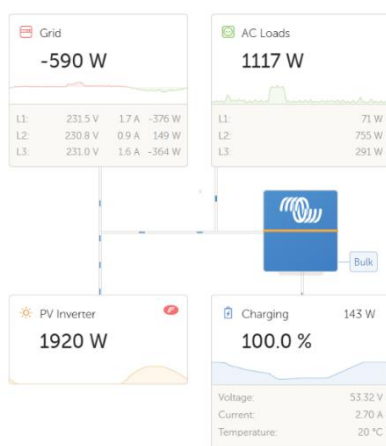 Grid
-590 W
L1: 231.5 V 1.7 A -376 W
L2: 230.8 V 0.9 A 149 W
L3: 231.0 V 1.6 A -364 W
AC Loads
1117 W
L1: 71 W
L2: 755 W
L3: 291 W
Bulk
PV Inverter
1920 W
Charging 143 W
100.0 %
Voltage: 53.32 V
Current: 2.70 A
Temperature: 20 °C